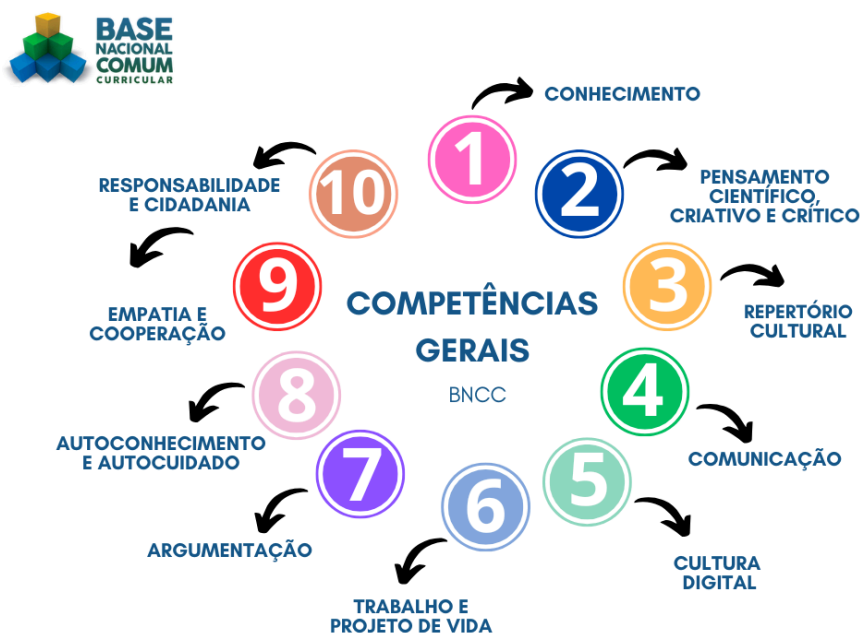 BASE
NACIONAL
COMUM
CURRICULAR
1
CONHECIMENTO
2
PENSAMENTO
CIENTÍFICO,
CRIATIVO E CRÍTICO
3
REPERTÓRIO
CULTURAL
4
COMUNICAÇÃO
5
CULTURA
DIGITAL
6
TRABALHO E
PROJETO DE VIDA
7
ARGUMENTAÇÃO
8
AUTOCONHECIMENTO
E AUTOCUIDADO
9
EMPATIA E
COOPERAÇÃO
10
RESPONSABILIDADE
E CIDADANIA
COMPETÊNCIAS
GERAIS
BNCC